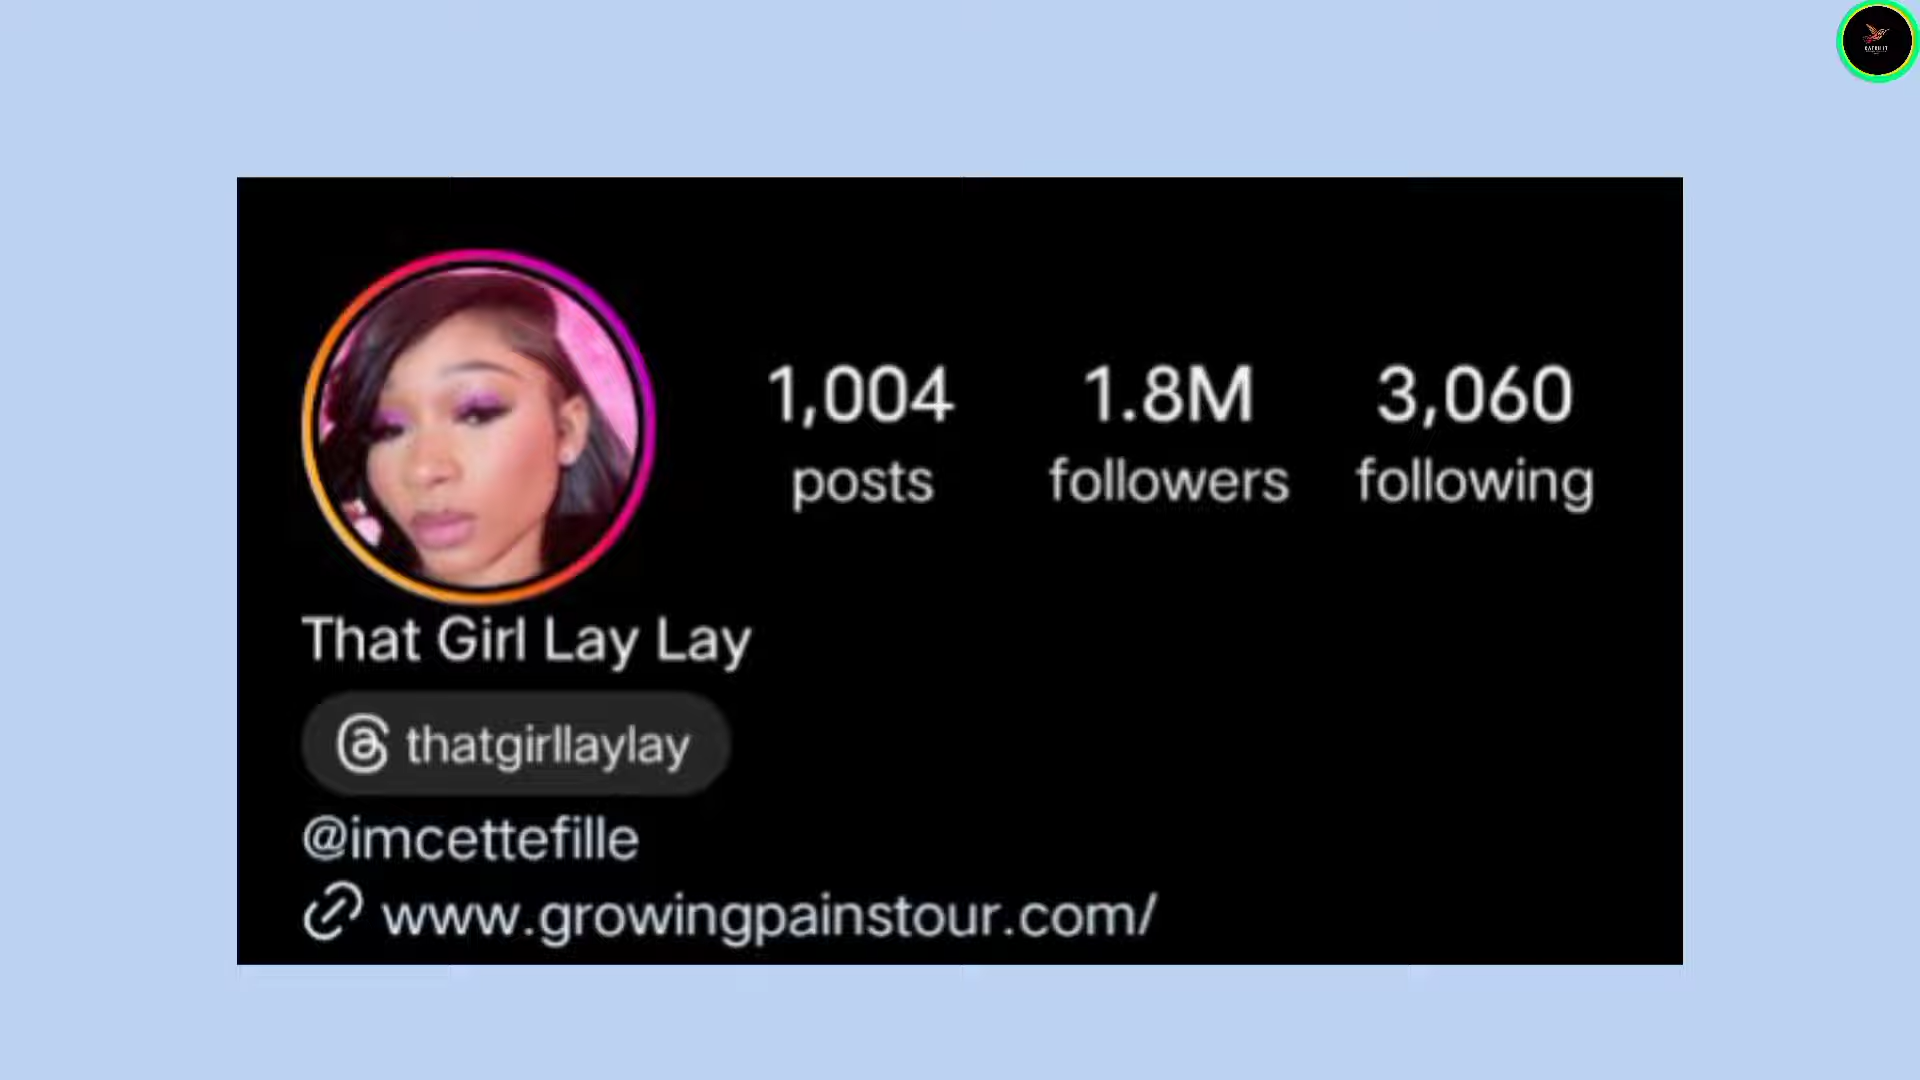 1,004 1.8M 3,060
posts followers following
That Girl Lay Lay
thatgirllaylay
@imcettefille
www.growingpainstour.com/